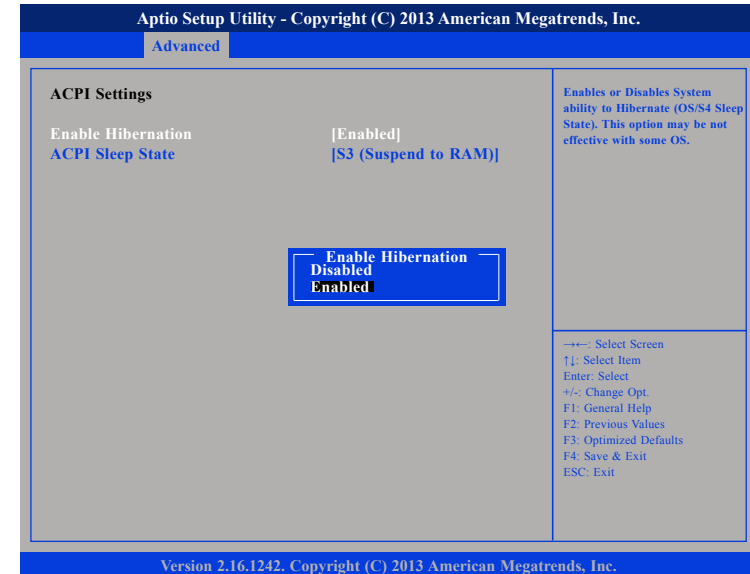 Aptio Setup Utility - Copyright (C) 2013 American Megatrends, Inc.
Advanced
ACPI Settings
Enable Hibernation [Enabled]
ACPI Sleep State [S3 (Suspend to RAM)]
Enable Hibernation
Disabled
Enabled
Enables or Disables System
ability to Hibernate (OS/S4 Sleep
State). This option may be not
effective with some OS.
→←: Select Screen
↑↓: Select Item
Enter: Select
+/-: Change Opt.
F1: General Help
F2: Previous Values
F3: Optimized Defaults
F4: Save & Exit
ESC: Exit
Version 2.16.1242. Copyright (C) 2013 American Megatrends, Inc.